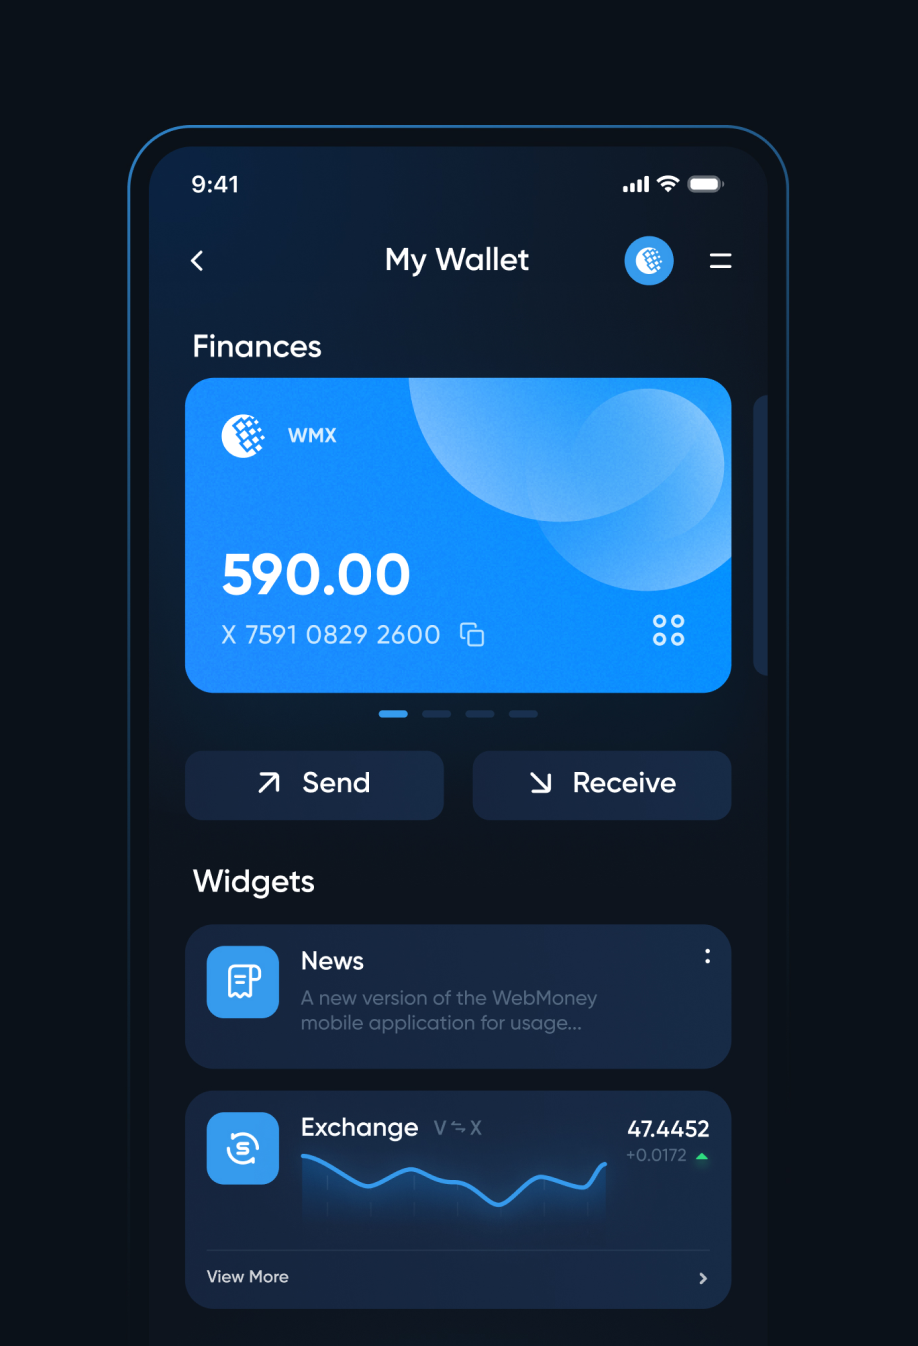 9:41
My Wallet
Finances
WMX
590.00
X 7591 0829 2600
Send
Receive
Widgets
News
A new version of the WebMoney
mobile application for usage...
Exchange V ⇋ X
47.4452
+0.0172
View More